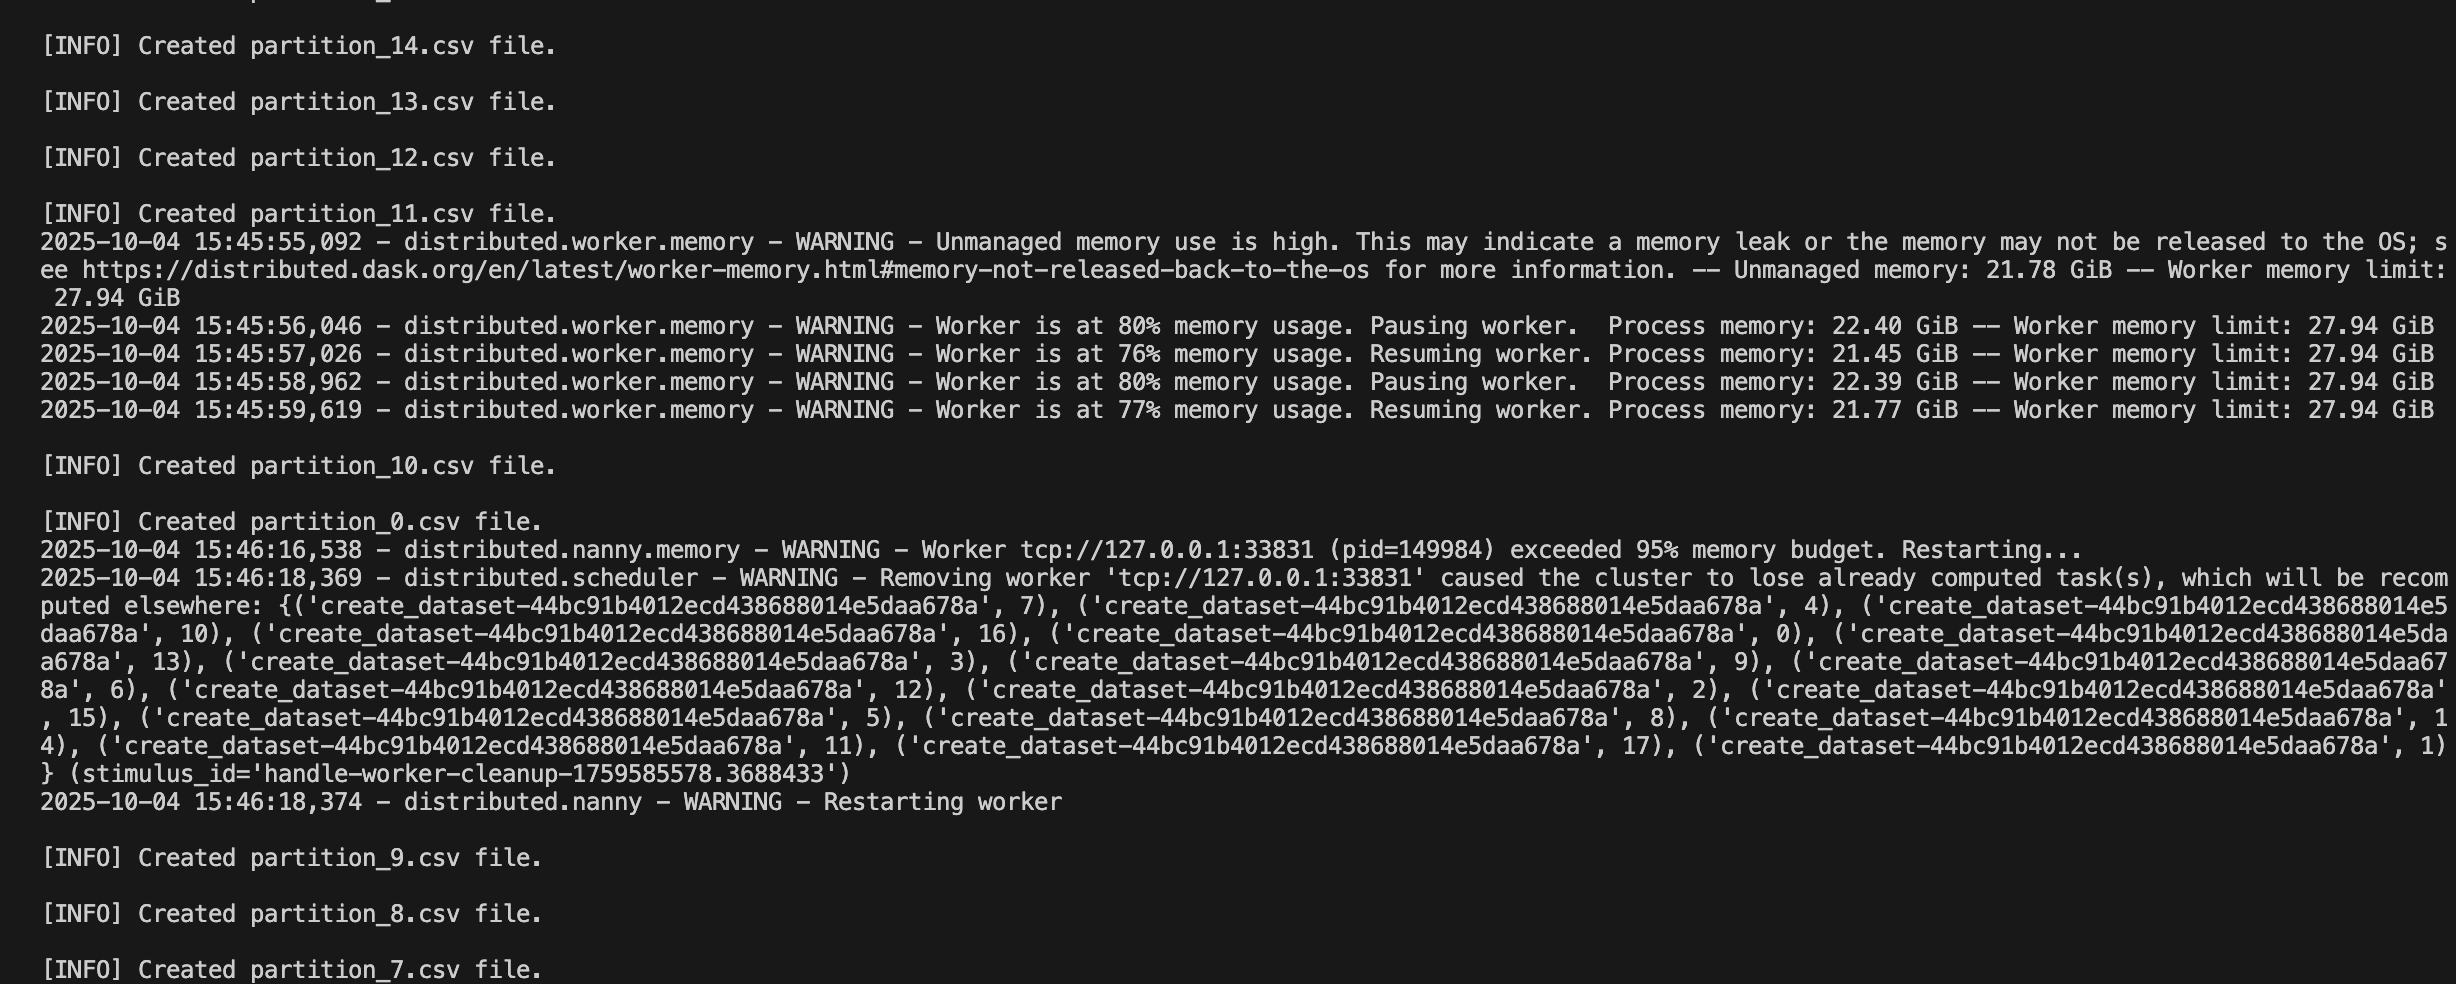 [INFO] Created partition_14.csv file.
[INFO] Created partition_13.csv file.
[INFO] Created partition_12.csv file.
[INFO] Created partition_11.csv file.
2025-10-04 15:45:55,092 - distributed.worker.memory - WARNING - Unmanaged memory use is high. This may indicate a memory leak or the memory may not be released to the OS; s
ee https://distributed.dask.org/en/latest/worker-memory.html#memory-not-released-back-to-the-os for more information. -- Unmanaged memory: 21.78 GiB -- Worker memory limit:
 27.94 GiB
2025-10-04 15:45:56,046 - distributed.worker.memory - WARNING - Worker is at 80% memory usage. Pausing worker.  Process memory: 22.40 GiB -- Worker memory limit: 27.94 GiB
2025-10-04 15:45:57,026 - distributed.worker.memory - WARNING - Worker is at 76% memory usage. Resuming worker. Process memory: 21.45 GiB -- Worker memory limit: 27.94 GiB
2025-10-04 15:45:58,962 - distributed.worker.memory - WARNING - Worker is at 80% memory usage. Pausing worker.  Process memory: 22.39 GiB -- Worker memory limit: 27.94 GiB
2025-10-04 15:45:59,619 - distributed.worker.memory - WARNING - Worker is at 77% memory usage. Resuming worker. Process memory: 21.77 GiB -- Worker memory limit: 27.94 GiB
[INFO] Created partition_10.csv file.
[INFO] Created partition_0.csv file.
2025-10-04 15:46:16,538 - distributed.nanny.memory - WARNING - Worker tcp://127.0.0.1:33831 (pid=149984) exceeded 95% memory budget. Restarting...
2025-10-04 15:46:18,369 - distributed.scheduler - WARNING - Removing worker 'tcp://127.0.0.1:33831' caused the cluster to lose already computed task(s), which will be recom
puted elsewhere: {('create_dataset-44bc91b4012ecd438688014e5daa678a', 7), ('create_dataset-44bc91b4012ecd438688014e5daa678a', 4), ('create_dataset-44bc91b4012ecd438688014e5
daa678a', 10), ('create_dataset-44bc91b4012ecd438688014e5daa678a', 16), ('create_dataset-44bc91b4012ecd438688014e5daa678a', 0), ('create_dataset-44bc91b4012ecd438688014e5da
a678a', 13), ('create_dataset-44bc91b4012ecd438688014e5daa678a', 3), ('create_dataset-44bc91b4012ecd438688014e5daa678a', 9), ('create_dataset-44bc91b4012ecd438688014e5daa67
8a', 6), ('create_dataset-44bc91b4012ecd438688014e5daa678a', 12), ('create_dataset-44bc91b4012ecd438688014e5daa678a', 2), ('create_dataset-44bc91b4012ecd438688014e5daa678a'
, 15), ('create_dataset-44bc91b4012ecd438688014e5daa678a', 5), ('create_dataset-44bc91b4012ecd438688014e5daa678a', 8), ('create_dataset-44bc91b4012ecd438688014e5daa678a', 1
4), ('create_dataset-44bc91b4012ecd438688014e5daa678a', 11), ('create_dataset-44bc91b4012ecd438688014e5daa678a', 17), ('create_dataset-44bc91b4012ecd438688014e5daa678a', 1)
} (stimulus_id='handle-worker-cleanup-1759585578.3688433')
2025-10-04 15:46:18,374 - distributed.nanny - WARNING - Restarting worker
[INFO] Created partition_9.csv file.
[INFO] Created partition_8.csv file.
[INFO] Created partition_7.csv file.